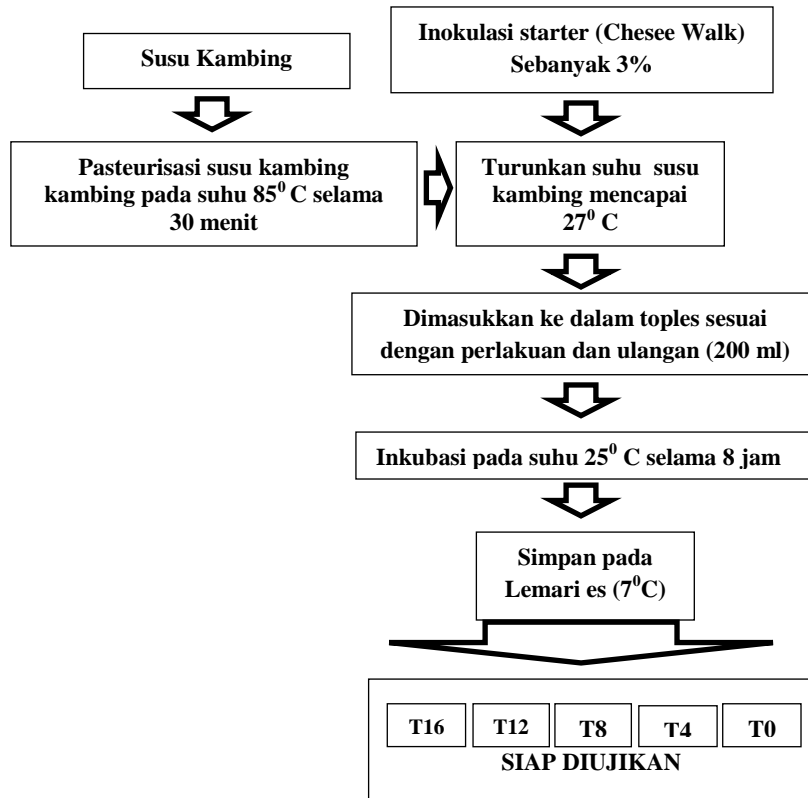 Susu Kambing
Inokulasi starter (Chesee Walk)
Sebanyak 3%
Pasteurisasi susu kambing
kambing pada suhu 85⁰ C selama
30 menit
Turunkan suhu susu
kambing mencapai
27⁰ C
Dimasukkan ke dalam toples sesuai
dengan perlakuan dan ulangan (200 ml)
Inkubasi pada suhu 25⁰ C selama 8 jam
Simpan pada
Lemari es (7⁰C)
T16 T12 T8 T4 T0
SIAP DIUJIKAN